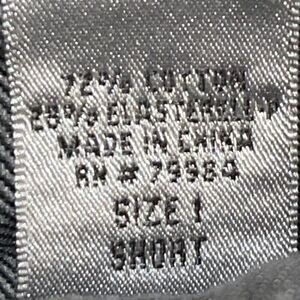 72% COTTON
28% ELASTERELL-P
MADE IN CHINA
RN # 79984
SIZE 1
SHORT